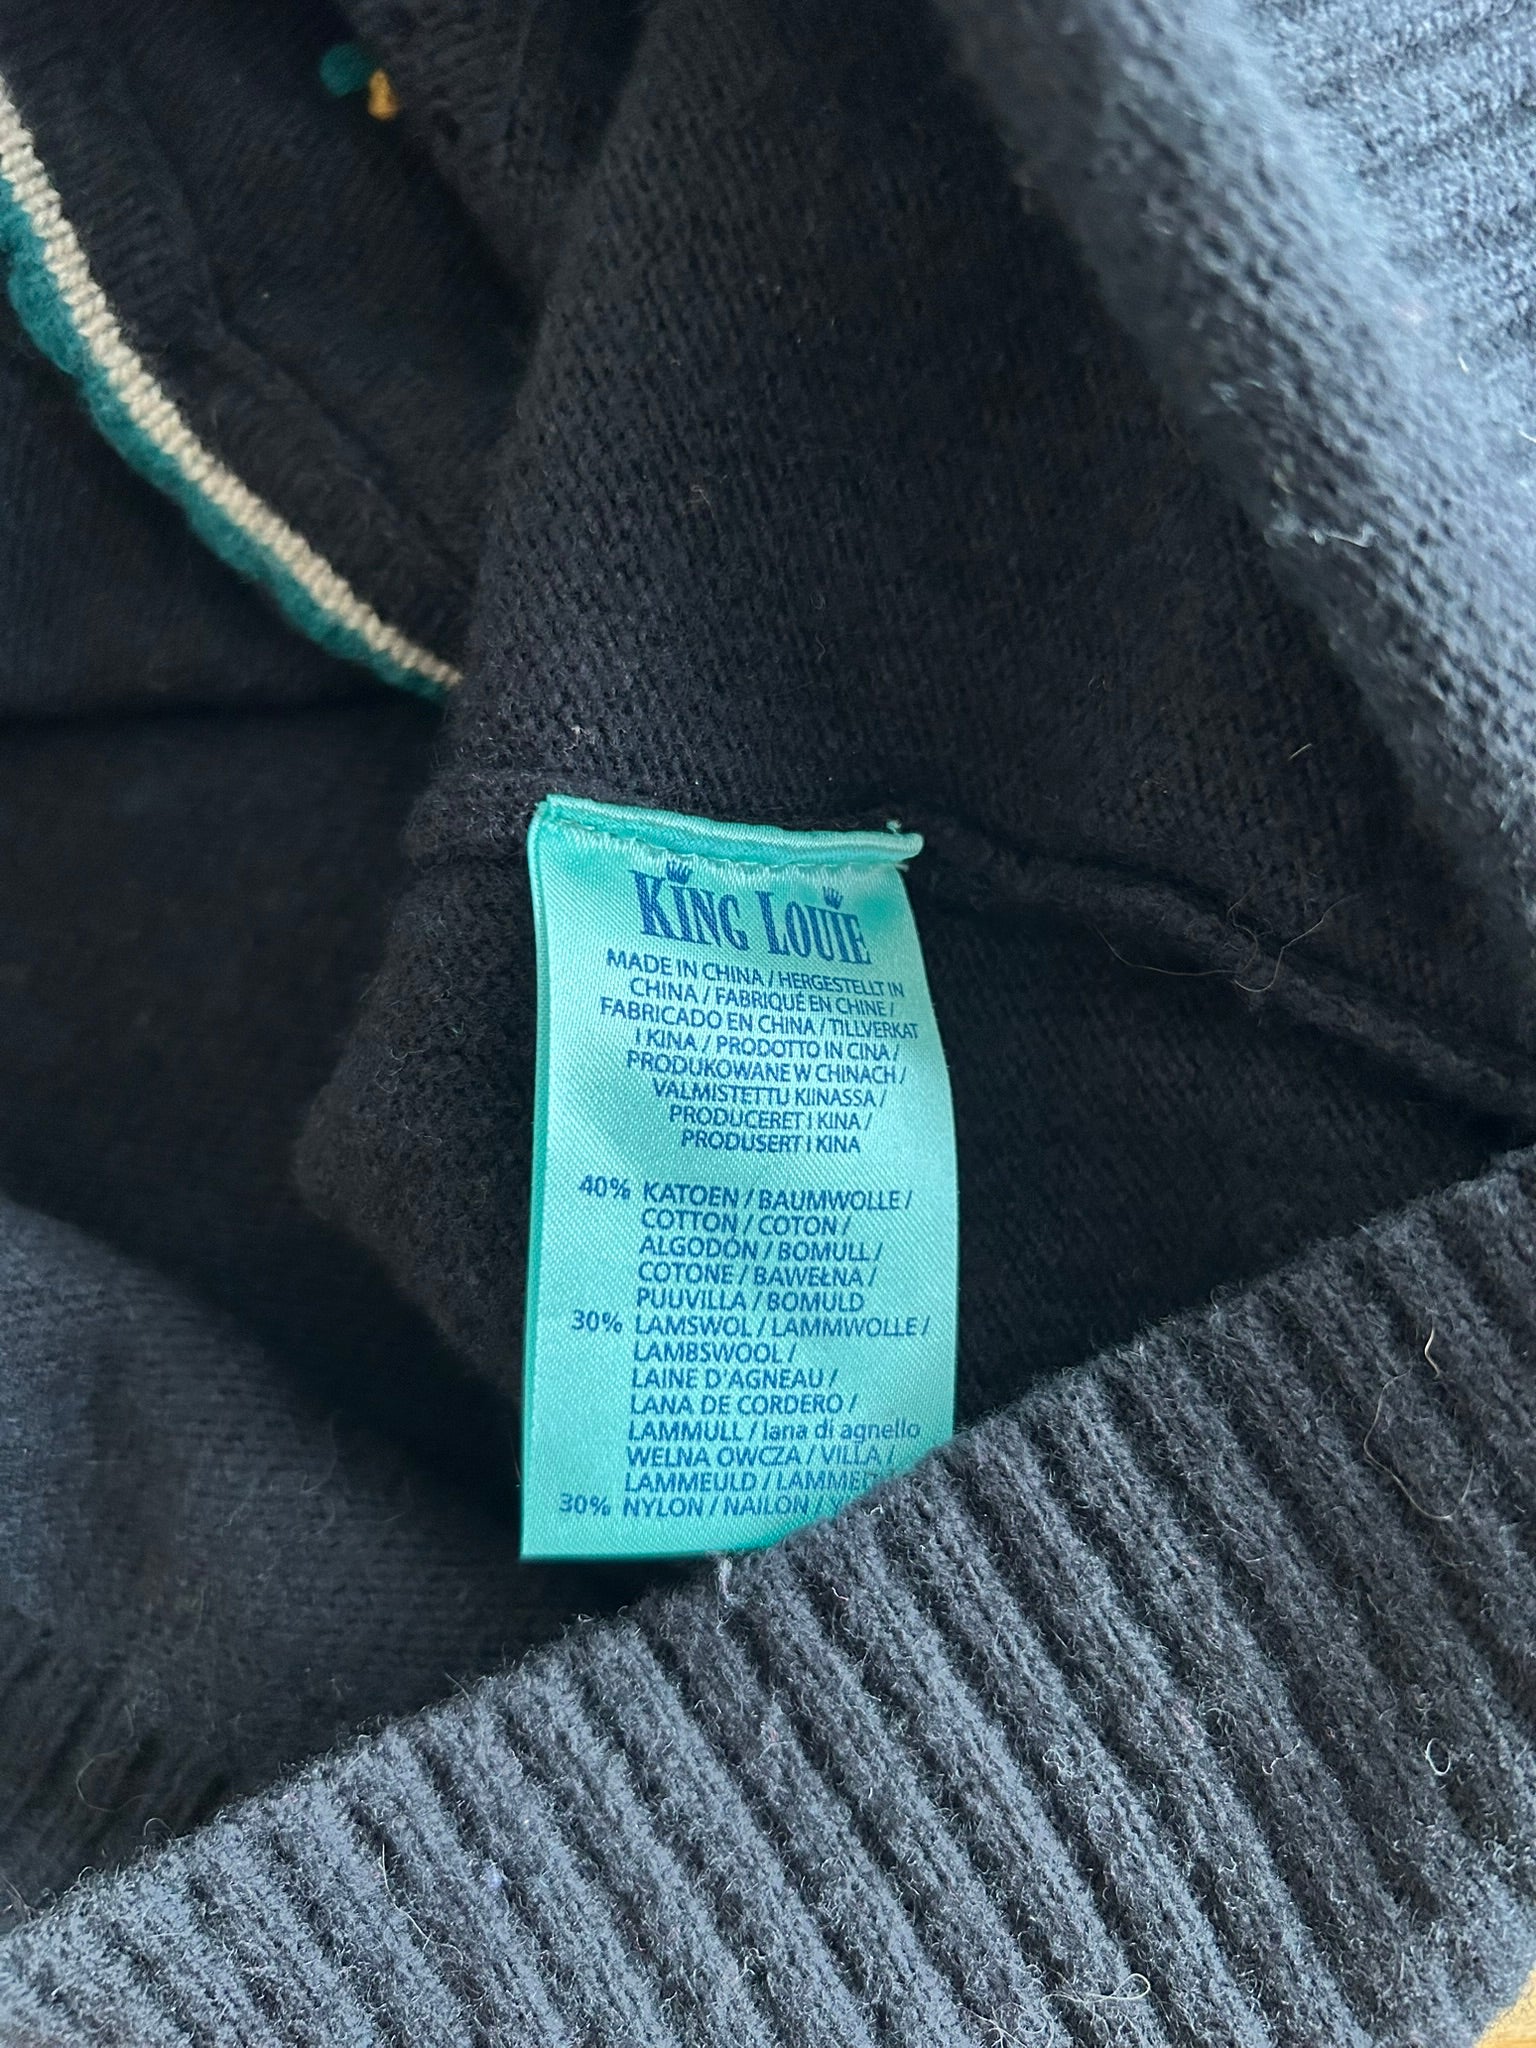 KING LOUIE
MADE IN CHINA / HERGESTELLT IN
CHINA / FABRIQUÉ EN CHINE /
FABRICADO EN CHINA / TILLVERKAT
I KINA / PRODOTTO IN CINA /
PRODUKOWANE W CHINACH /
VALMISTETTU KIINASSA /
PRODUCERET I KINA /
PRODUSERT I KINA
40% KATOEN / BAUMWOLLE /
COTTON / COTON /
ALGODÓN / BOMULL /
COTONE / BAWEŁNA /
PUUVILLA / BOMULD
30% LAMSWOL / LAMMWOLLE /
LAMBSWOOL /
LAINE D'AGNEAU /
LANA DE CORDERO /
LAMMULL / lana di agnello
WELNA OWCZA / VILLA /
LAMMEULD /
30% NYLON / NAILON /